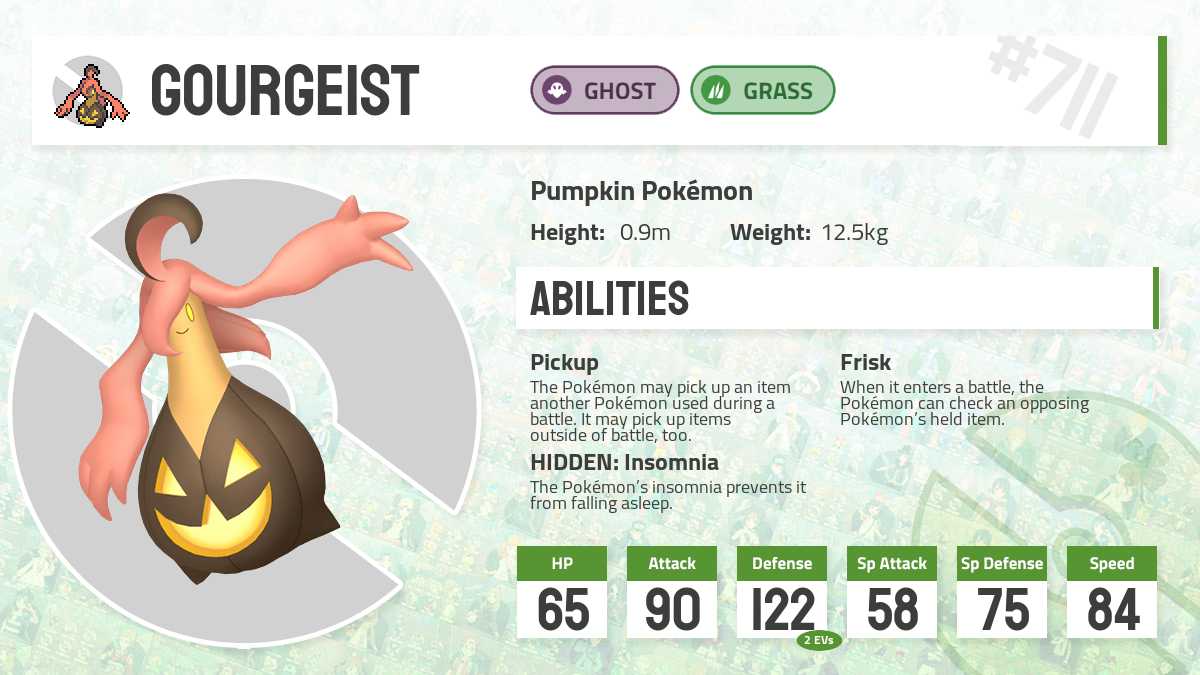 GOURGEIST
GHOST
GRASS
#711
Pumpkin Pokémon
Height: 0.9m
Weight: 12.5kg
ABILITIES
Pickup
The Pokémon may pick up an item
another Pokémon used during a
battle. It may pick up items
outside of battle, too.
Frisk
When it enters a battle, the
Pokémon can check an opposing
Pokémon's held item.
HIDDEN: Insomnia
The Pokémon's insomnia prevents it
from falling asleep.
HP
65
Attack
90
Defense
122
2 EVs
Sp Attack
58
Sp Defense
75
Speed
84